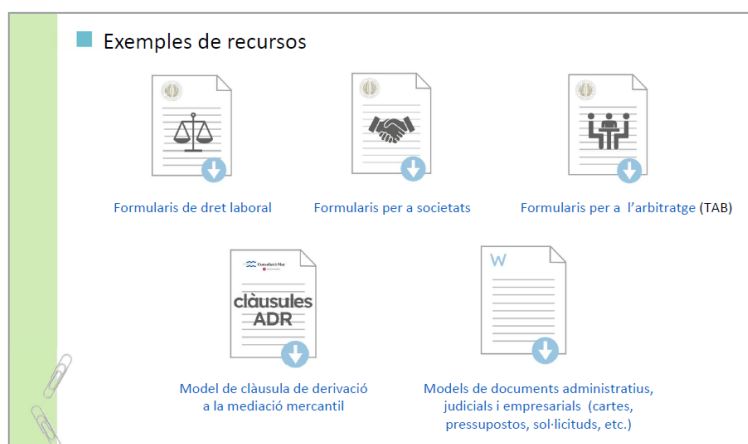 Exemples de recursos
Formularis de dret laboral
Formularis per a societats
Formularis per a l'arbitratge (TAB)
clàusules
ADR
W
Model de clàusula de derivació
a la mediació mercantil
Models de documents administratius,
judicials i empresarials (cartes,
pressupostos, sol·licituds, etc.)